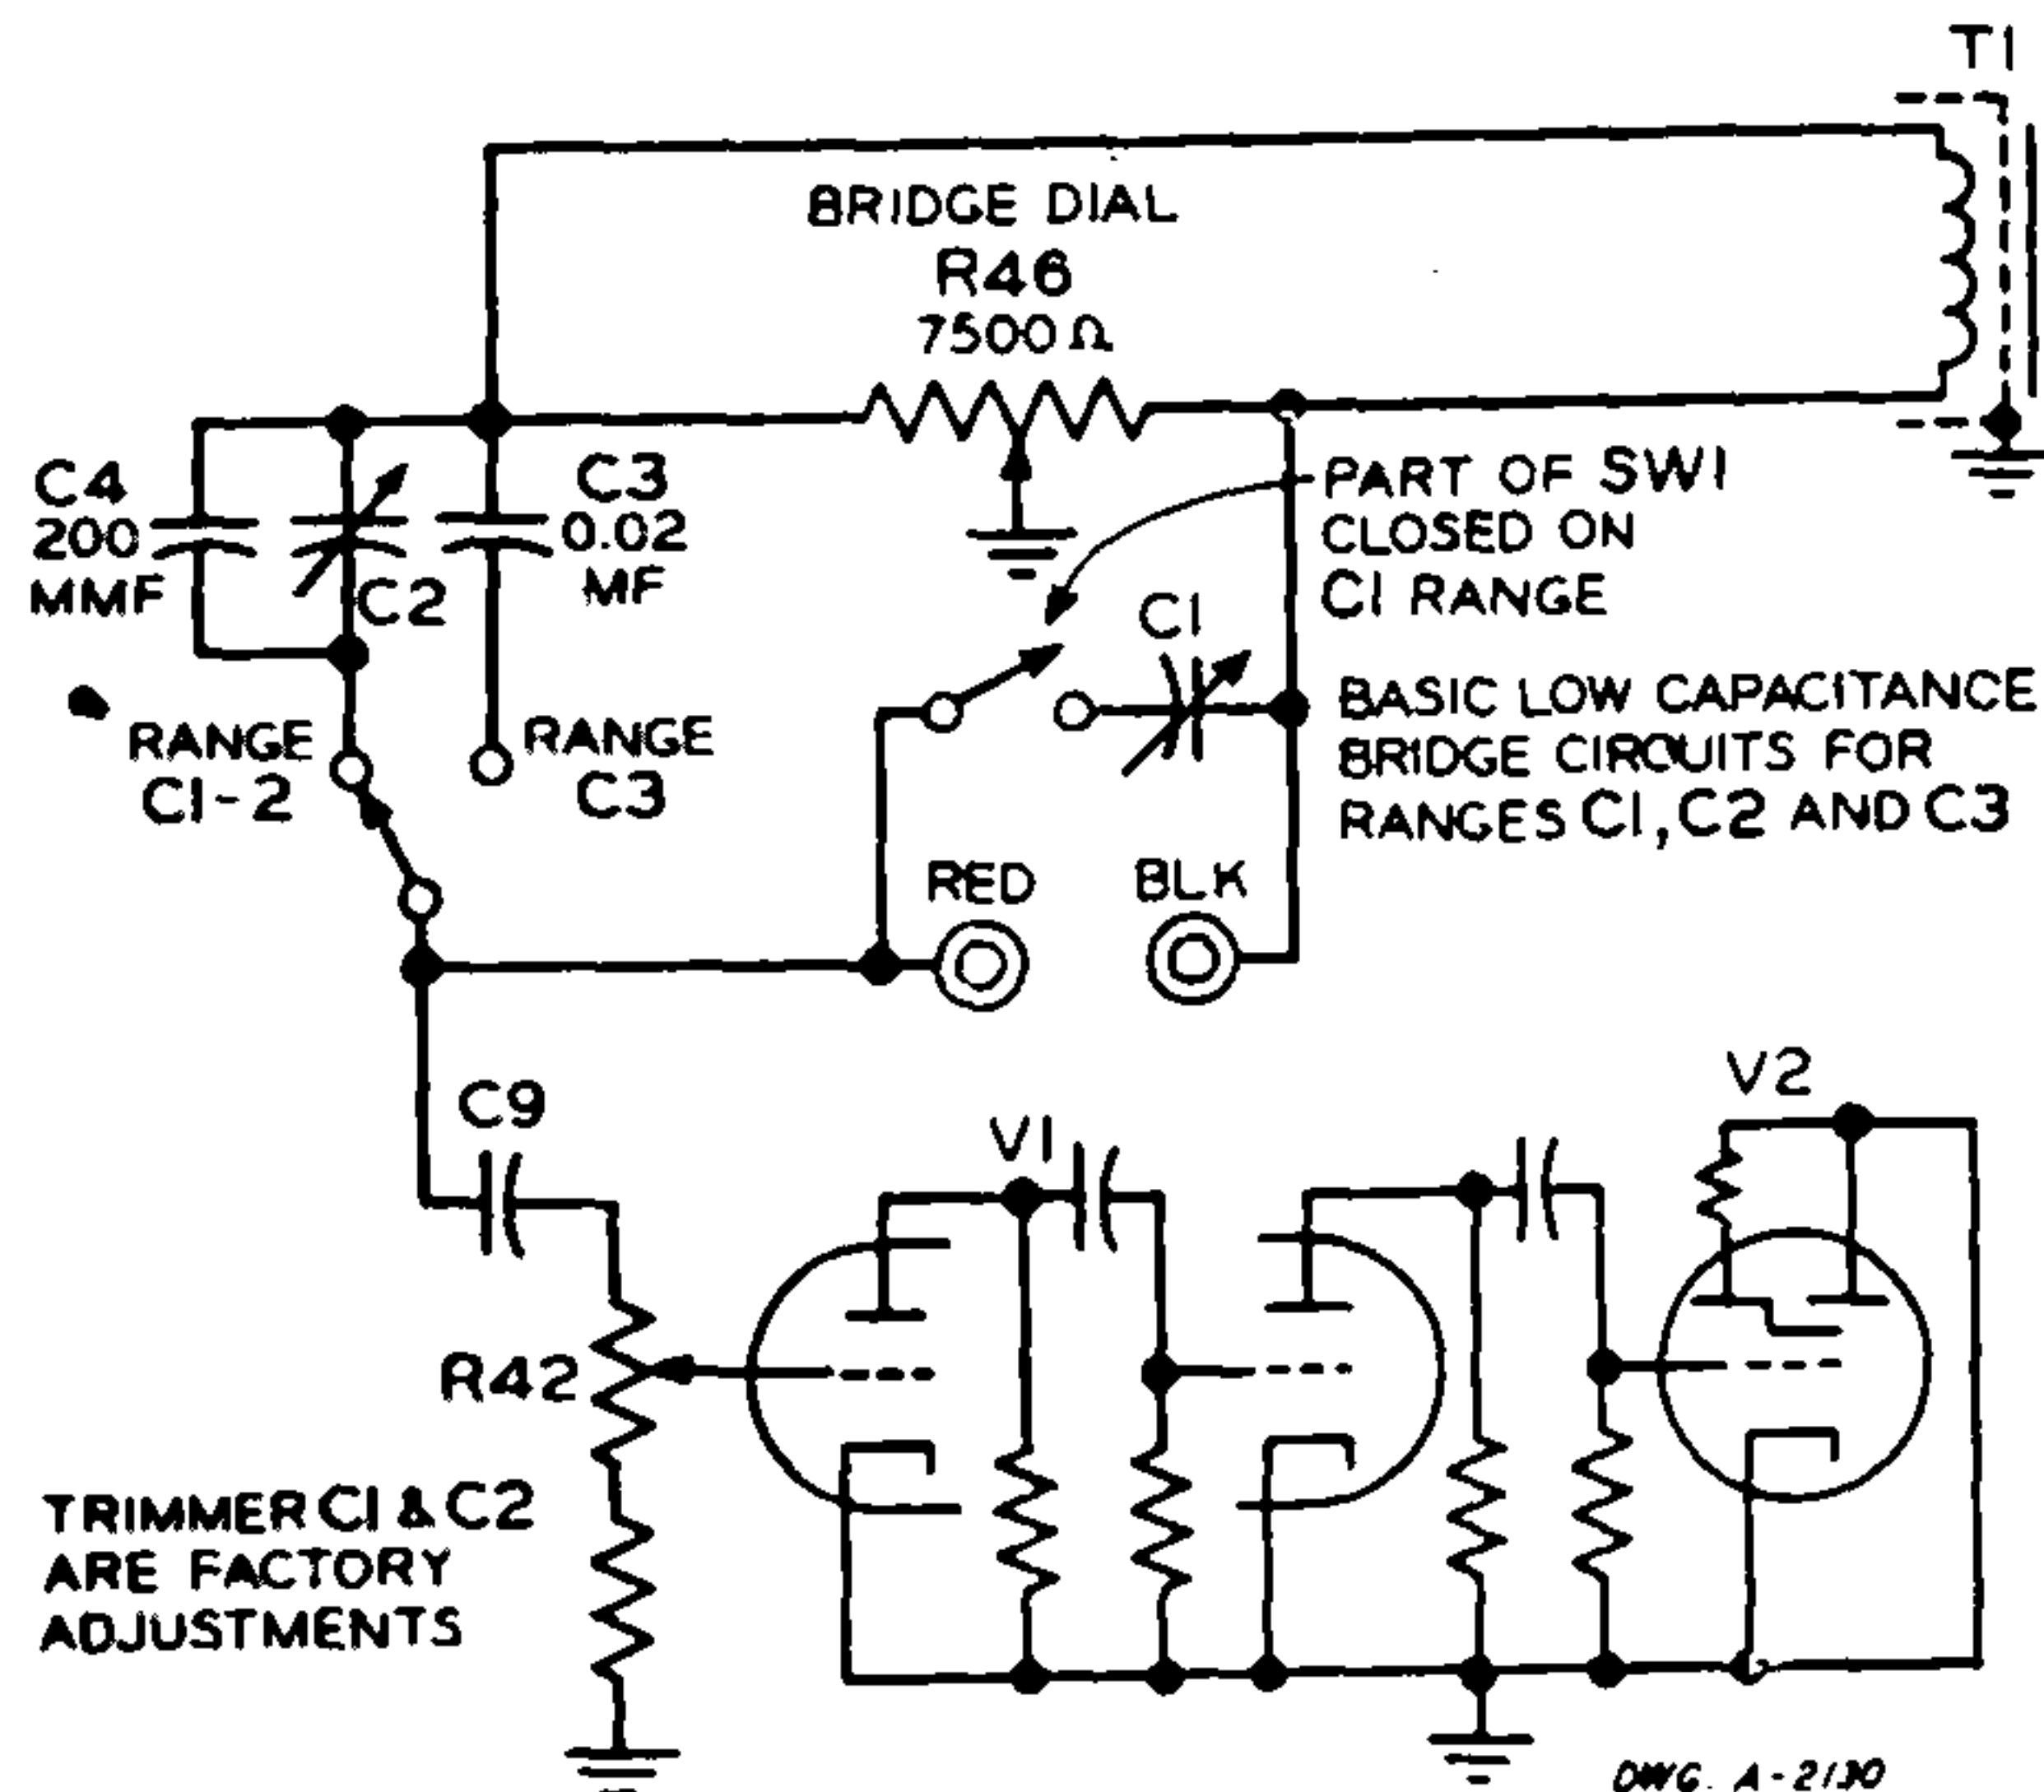 T1
BRIDGE DIAL
R46
7500 Ω
C4
200
MMF
C2
C3
0.02
MF
PART OF SW1
CLOSED ON
C1 RANGE
C1
RANGE
C1-2
RANGE
C3
BASIC LOW CAPACITANCE
BRIDGE CIRCUITS FOR
RANGES C1, C2 AND C3
RED
BLK
C9
V1
V2
R42
TRIMMER C1 & C2
ARE FACTORY
ADJUSTMENTS
DWG. A-2130